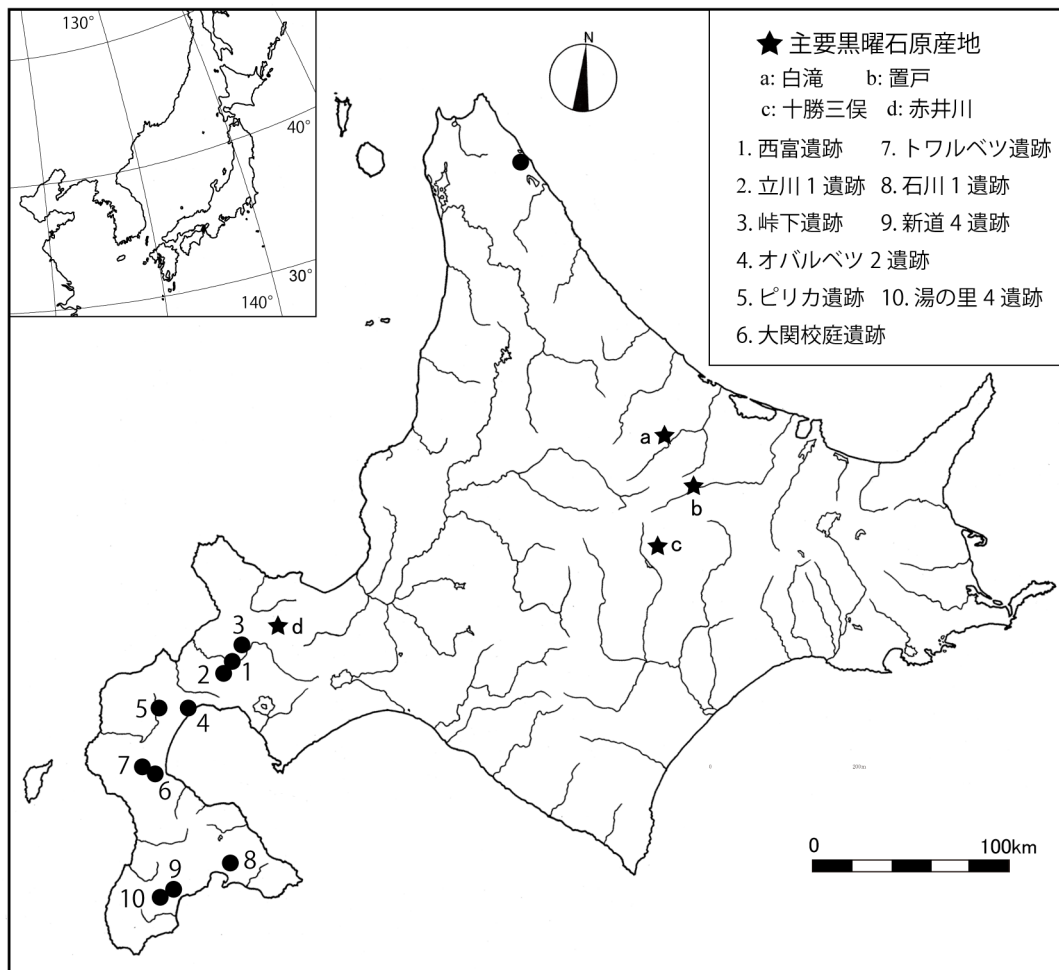 130°
40°
30°
140°
N
★ 主要黒曜石原産地
a: 白滝 b: 置戸
c: 十勝三俣 d: 赤井川
1. 西富遺跡 7. トワルベツ遺跡
2. 立川 1 遺跡 8. 石川 1 遺跡
3. 峠下遺跡 9. 新道 4 遺跡
4. オバルベツ 2 遺跡
5. ピリカ遺跡 10. 湯の里 4 遺跡
6. 大関校庭遺跡
a
b
c
d
3
1
2
5
4
7
6
8
9
10
0 100km